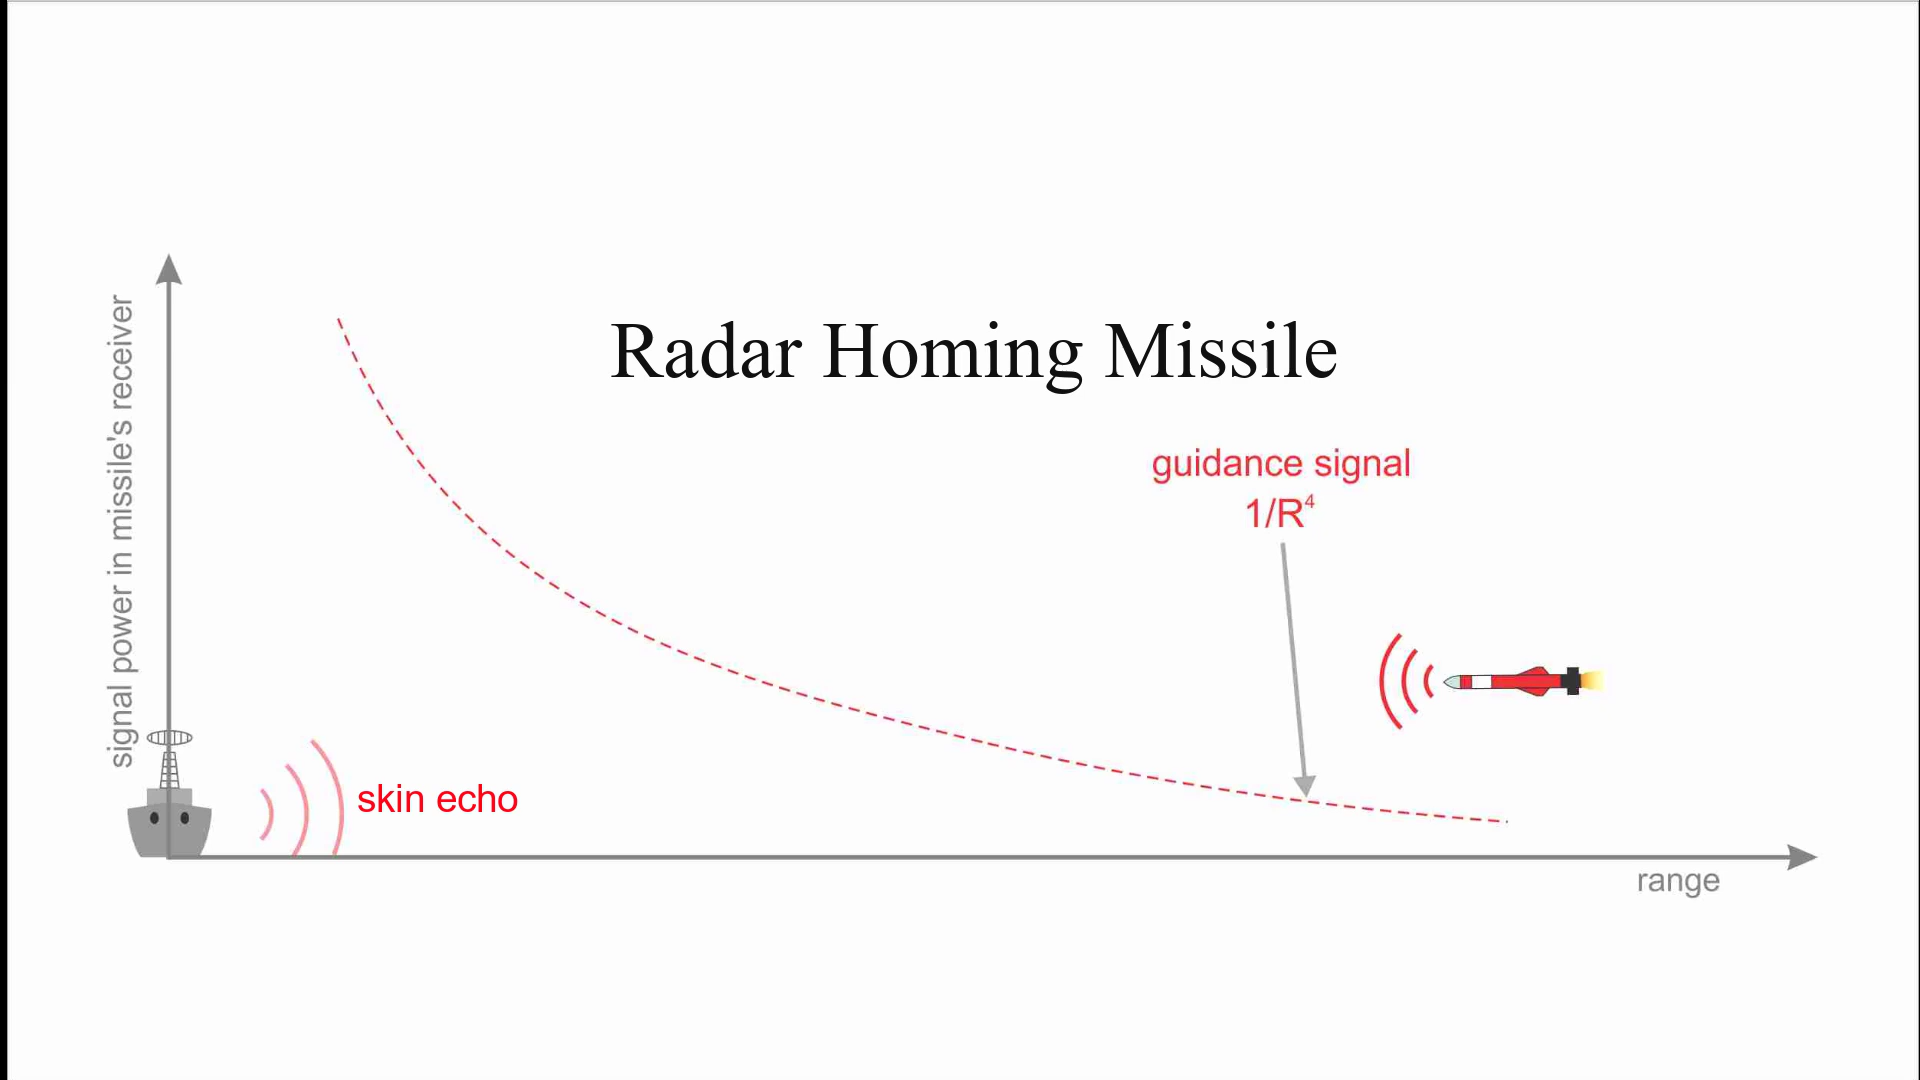 Radar Homing Missile
signal power in missile's receiver
guidance signal
1/R⁴
skin echo
range